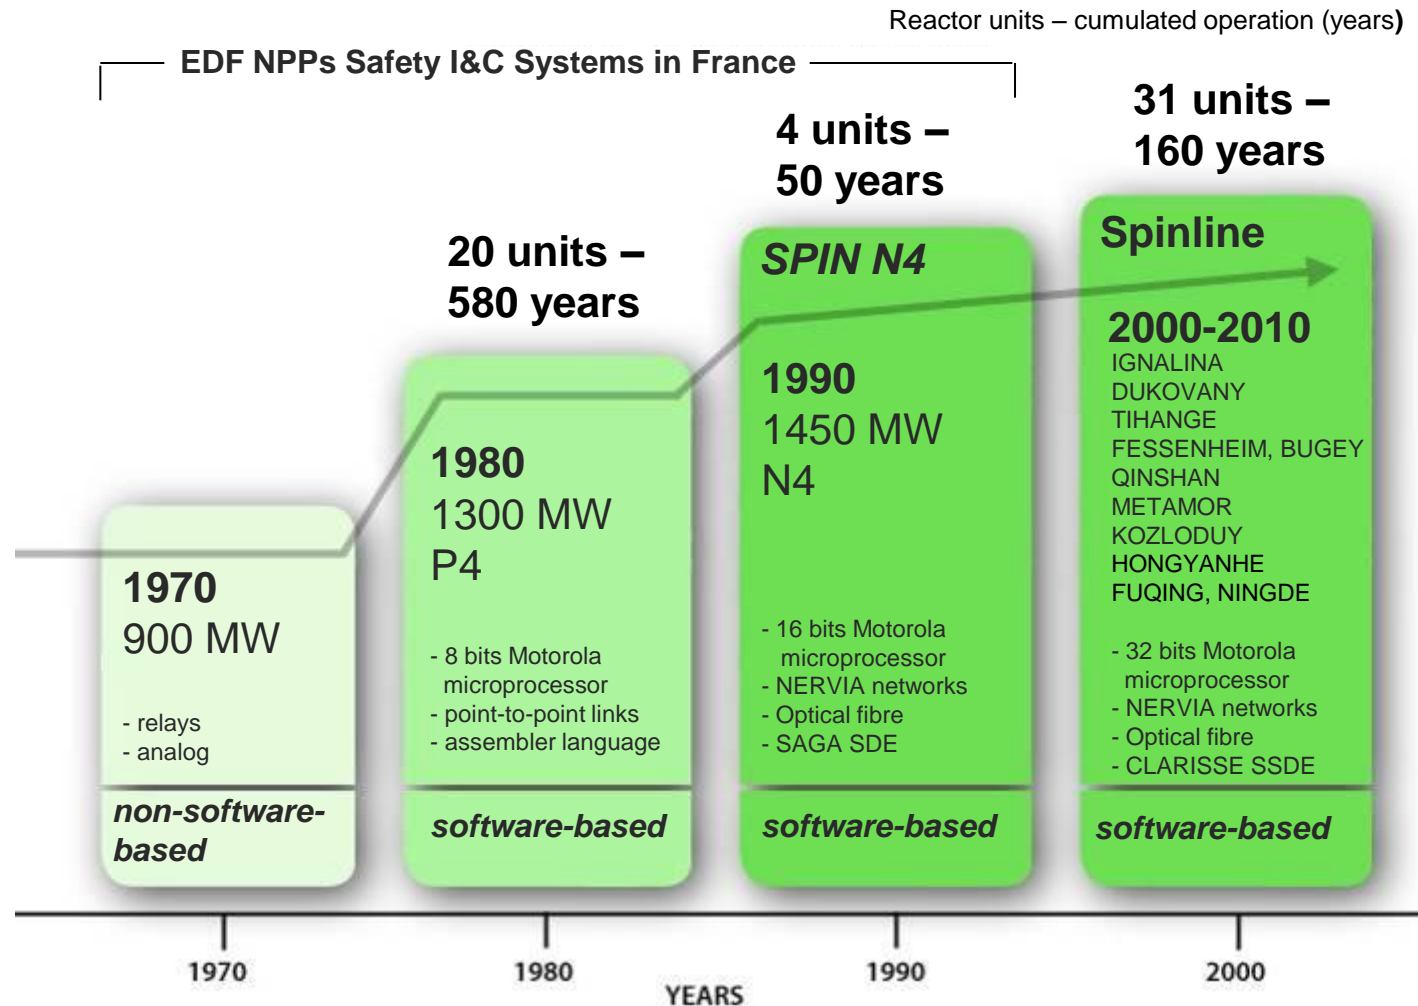 Reactor units – cumulated operation (years)
EDF NPPs Safety I&C Systems in France
1970
900 MW
- relays
- analog
non-software-
based
20 units –
580 years
1980
1300 MW
P4
- 8 bits Motorola
microprocessor
- point-to-point links
- assembler language
software-based
4 units –
50 years
SPIN N4
1990
1450 MW
N4
- 16 bits Motorola
microprocessor
- NERVIA networks
- Optical fibre
- SAGA SDE
software-based
31 units –
160 years
Spinline
2000-2010
IGNALINA
DUKOVANY
TIHANGE
FESSENHEIM, BUGEY
QINSHAN
METAMOR
KOZLODUY
HONGYANHE
FUQING, NINGDE
- 32 bits Motorola
microprocessor
- NERVIA networks
- Optical fibre
- CLARISSE SSDE
software-based
1970
1980
1990
2000
YEARS